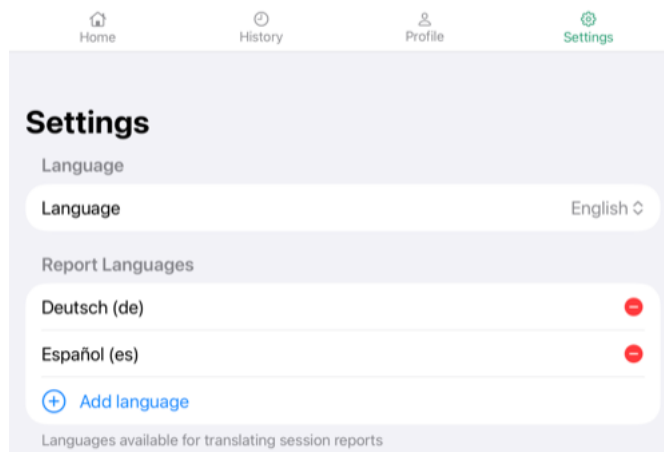 Home History Profile Settings
Settings
Language
Language English
Report Languages
Deutsch (de)
Español (es)
Add language
Languages available for translating session reports